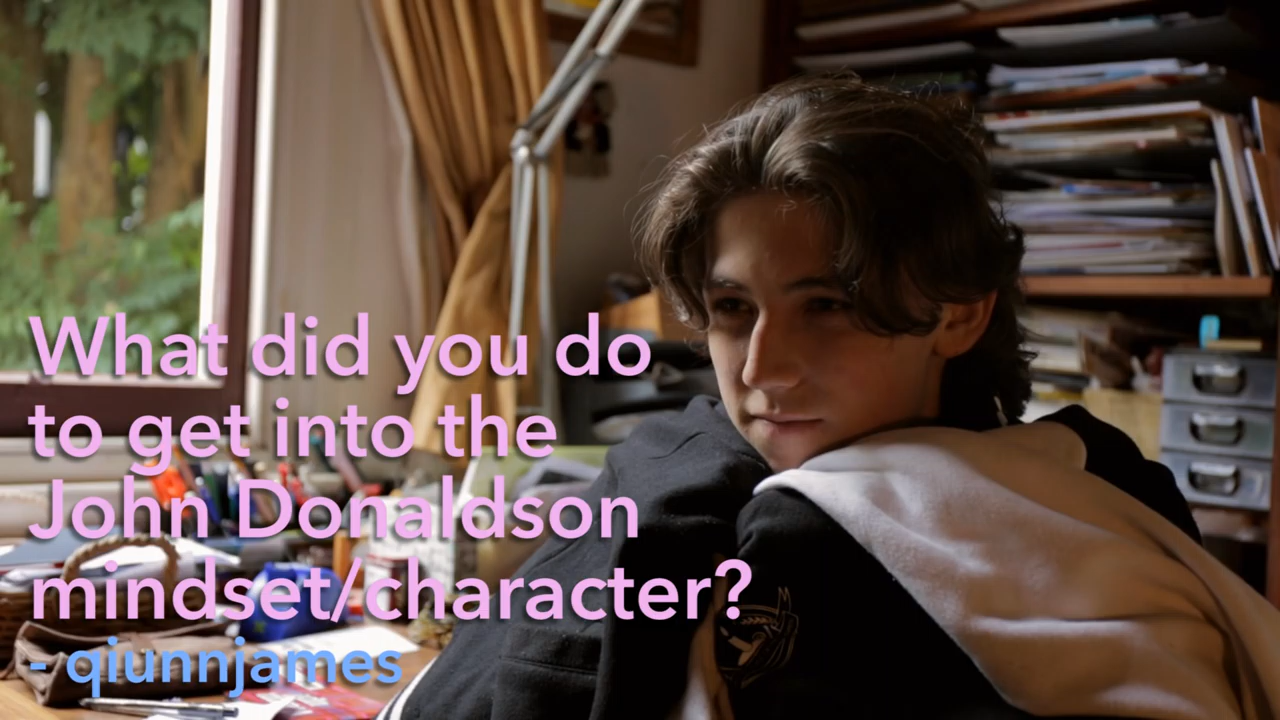 What did you do
to get into the
John Donaldson
mindset/character?
- qiunnjames